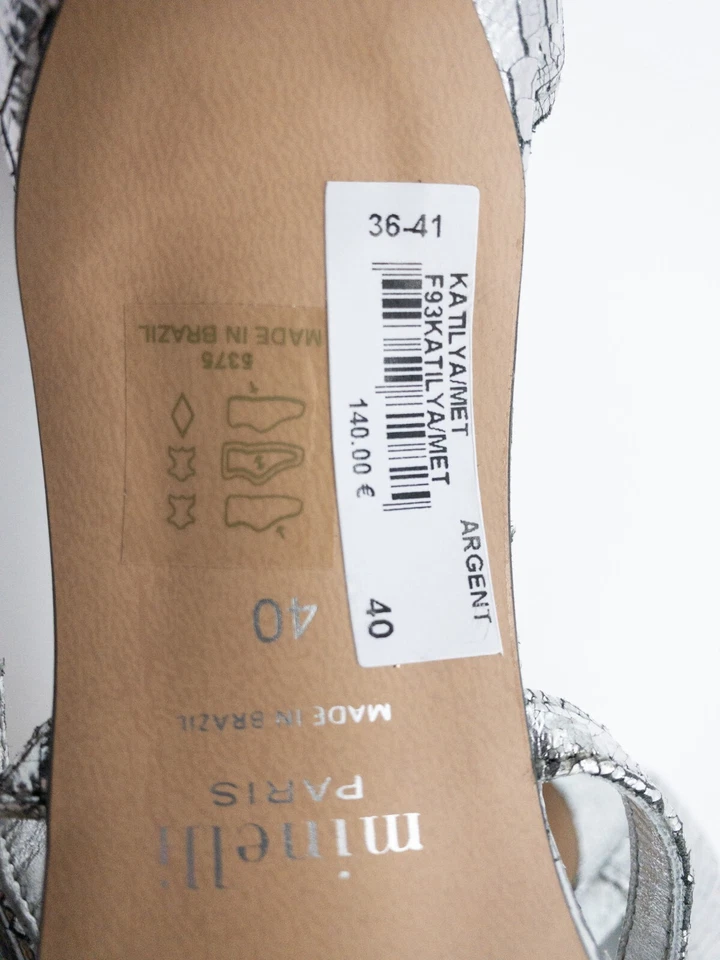 36-41
KATILYA/MET
F93KATILYA/MET
140.00 €
ARGENT
40
MADE IN BRAZIL
5375
40
MADE IN BRAZIL
PARIS
minelli